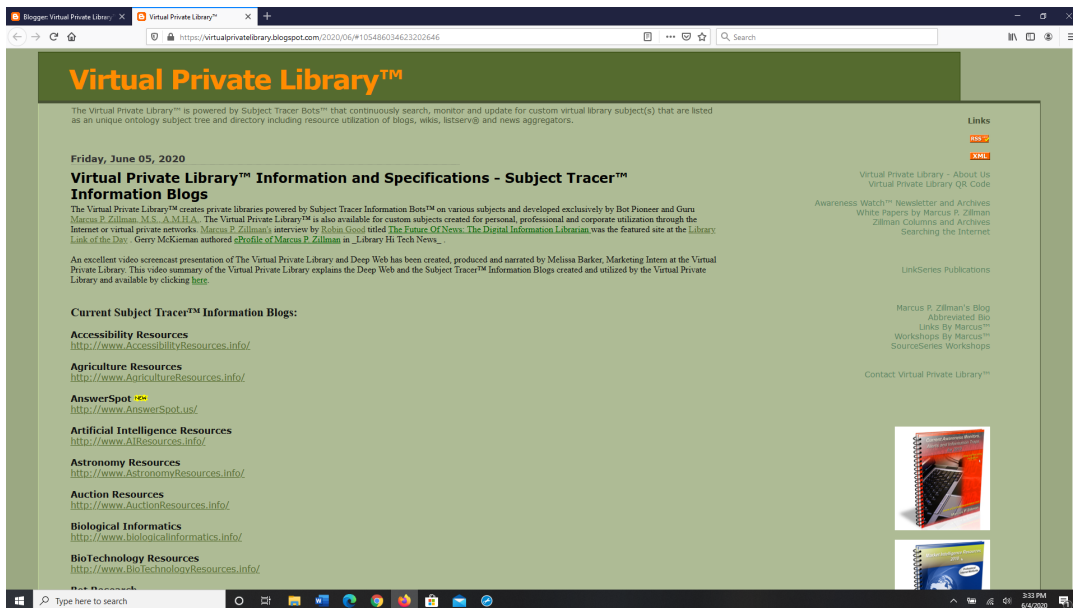 Blogger: Virtual Private Library
Virtual Private Library™
https://virtualprivatelibrary.blogspot.com/2020/06/#105486034623202646
Search
Virtual Private Library™
The Virtual Private Library™ is powered by Subject Tracer Bots™ that continuously search, monitor and update for custom virtual library subject(s) that are listed
as an unique ontology subject tree and directory including resource utilization of blogs, wikis, listserv® and news aggregators.
Friday, June 05, 2020
Virtual Private Library™ Information and Specifications - Subject Tracer™
Information Blogs
The Virtual Private Library™ creates private libraries powered by Subject Tracer Information Bots™ on various subjects and developed exclusively by Bot Pioneer and Guru
Marcus P. Zillman, M.S., A.M.H.A.. The Virtual Private Library™ is also available for custom subjects created for personal, professional and corporate utilization through the
Internet or virtual private networks. Marcus P. Zillman's interview by Robin Good titled The Future Of News: The Digital Information Librarian was the featured site at the Library
Link of the Day . Gerry McKiernan authored eProfile of Marcus P. Zillman in _Library Hi Tech News_ .
An excellent video screencast presentation of The Virtual Private Library and Deep Web has been created, produced and narrated by Melissa Barker, Marketing Intern at the Virtual
Private Library. This video summary of the Virtual Private Library explains the Deep Web and the Subject Tracer™ Information Blogs created and utilized by the Virtual Private
Library and available by clicking here.
Current Subject Tracer™ Information Blogs:
Accessibility Resources
http://www.AccessibilityResources.info/
Agriculture Resources
http://www.AgricultureResources.info/
AnswerSpot NEW
http://www.AnswerSpot.us/
Artificial Intelligence Resources
http://www.AIResources.info/
Astronomy Resources
http://www.AstronomyResources.info/
Auction Resources
http://www.AuctionResources.info/
Biological Informatics
http://www.biologicalinformatics.info/
BioTechnology Resources
http://www.BioTechnologyResources.info/
Bot Research
Links
RSS
XML
Virtual Private Library - About Us
Virtual Private Library QR Code
Awareness Watch™ Newsletter and Archives
White Papers by Marcus P. Zillman
Zillman Columns and Archives
Searching the Internet
LinkSeries Publications
Marcus P. Zillman's Blog
Abbreviated Bio
Links By Marcus™
Workshops By Marcus™
SourceSeries Workshops
Contact Virtual Private Library™
Type here to search
3:33 PM
6/4/2020